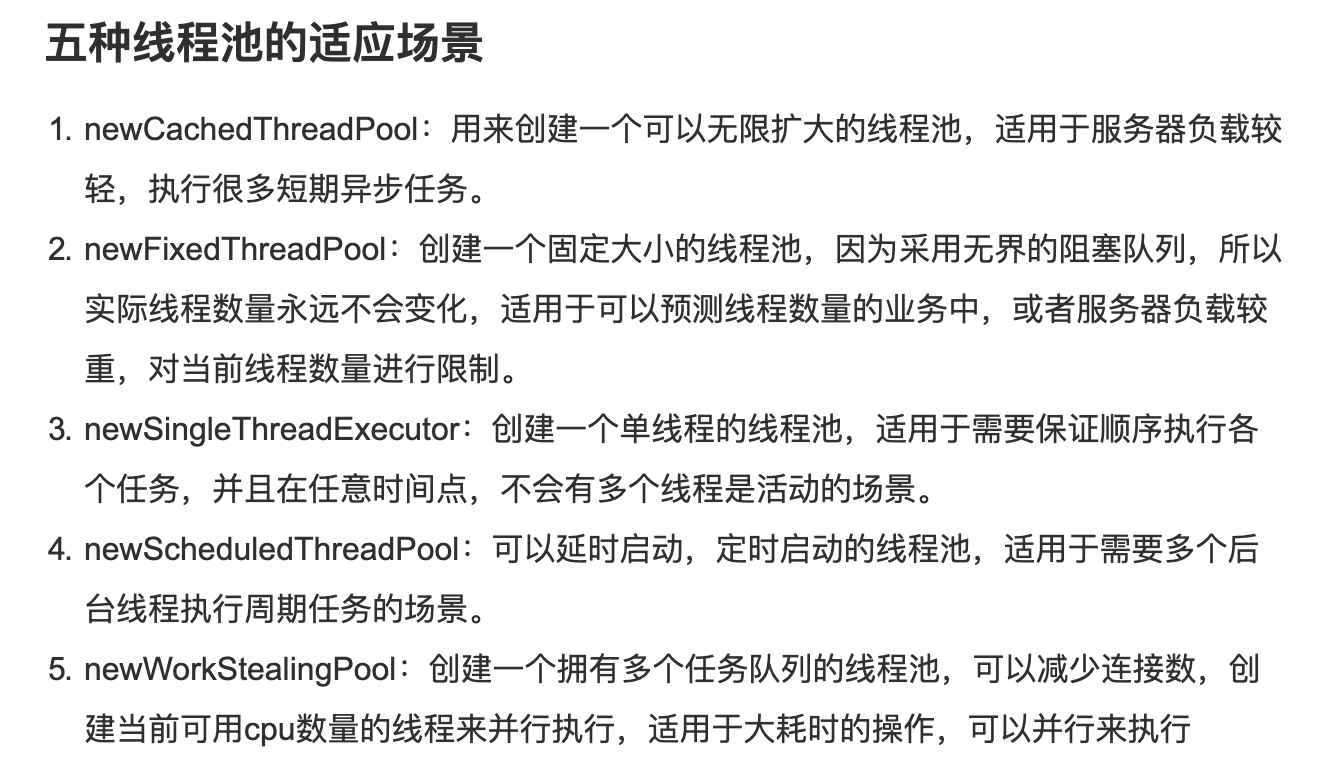 五种线程池的适应场景
1. newCachedThreadPool：用来创建一个可以无限扩大的线程池，适用于服务器负载较
轻，执行很多短期异步任务。
2. newFixedThreadPool：创建一个固定大小的线程池，因为采用无界的阻塞队列，所以
实际线程数量永远不会变化，适用于可以预测线程数量的业务中，或者服务器负载较
重，对当前线程数量进行限制。
3. newSingleThreadExecutor：创建一个单线程的线程池，适用于需要保证顺序执行各
个任务，并且在任意时间点，不会有多个线程是活动的场景。
4. newScheduledThreadPool：可以延时启动，定时启动的线程池，适用于需要多个后
台线程执行周期任务的场景。
5. newWorkStealingPool：创建一个拥有多个任务队列的线程池，可以减少连接数，创
建当前可用cpu数量的线程来并行执行，适用于大耗时的操作，可以并行来执行